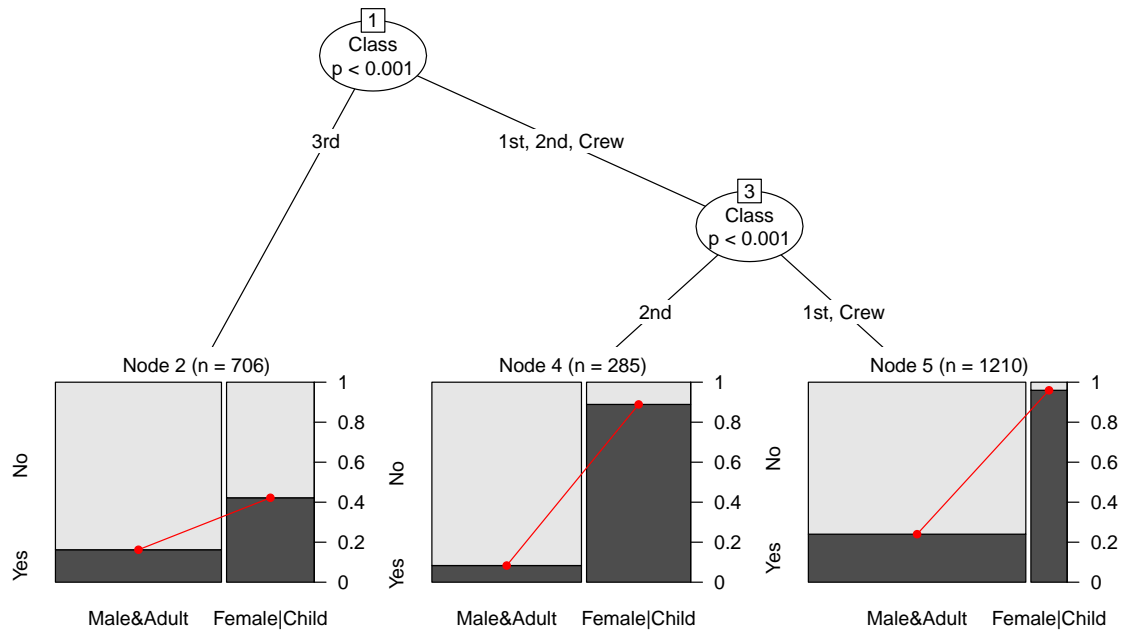 1
Class
p < 0.001
3rd
1st, 2nd, Crew
3
Class
p < 0.001
2nd
1st, Crew
Node 2 (n = 706)
No
Yes
1
0.8
0.6
0.4
0.2
0
Male&Adult
Female|Child
Node 4 (n = 285)
No
Yes
1
0.8
0.6
0.4
0.2
0
Male&Adult
Female|Child
Node 5 (n = 1210)
No
Yes
1
0.8
0.6
0.4
0.2
0
Male&Adult
Female|Child